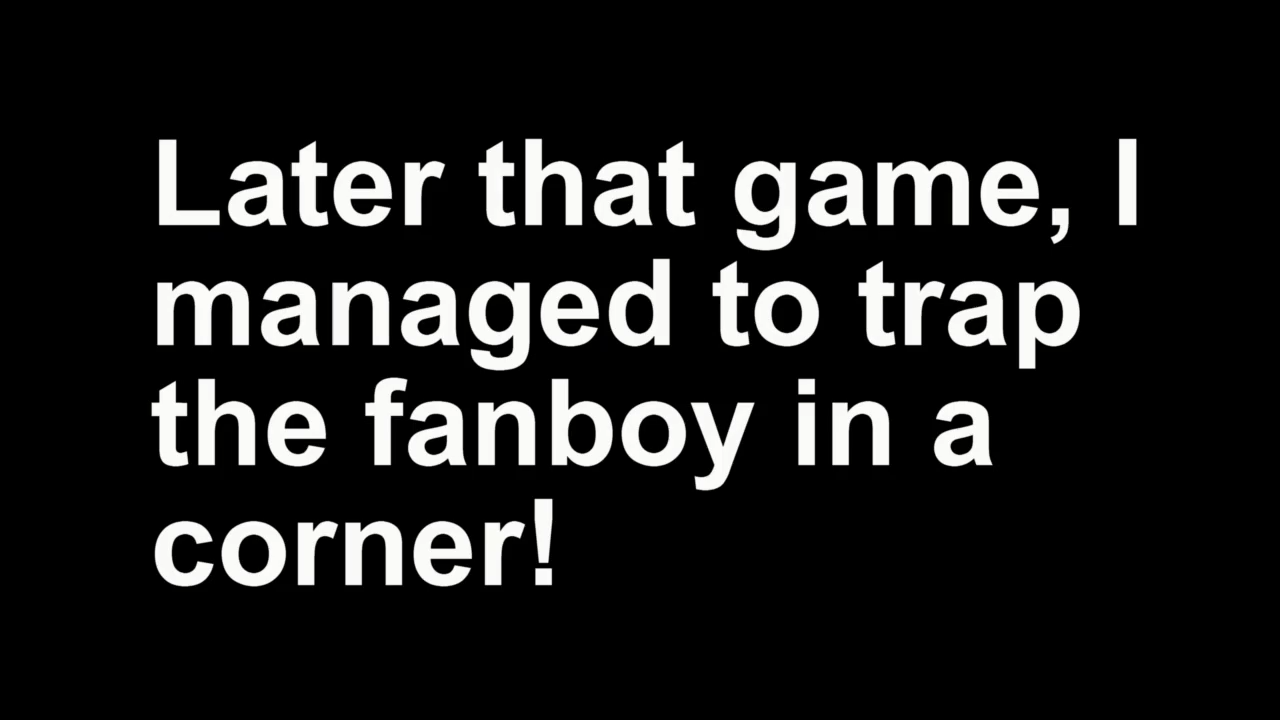 Later that game, I
managed to trap
the fanboy in a
corner!